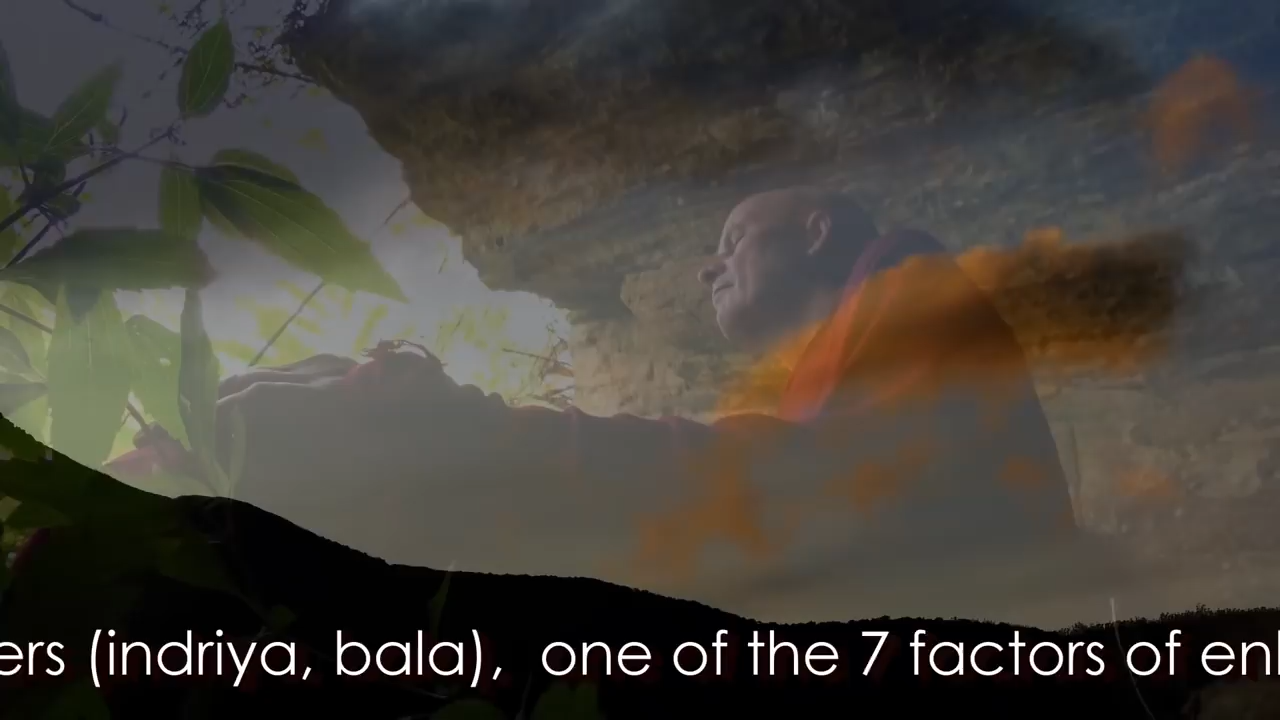 ers (indriya, bala), one of the 7 factors of enl